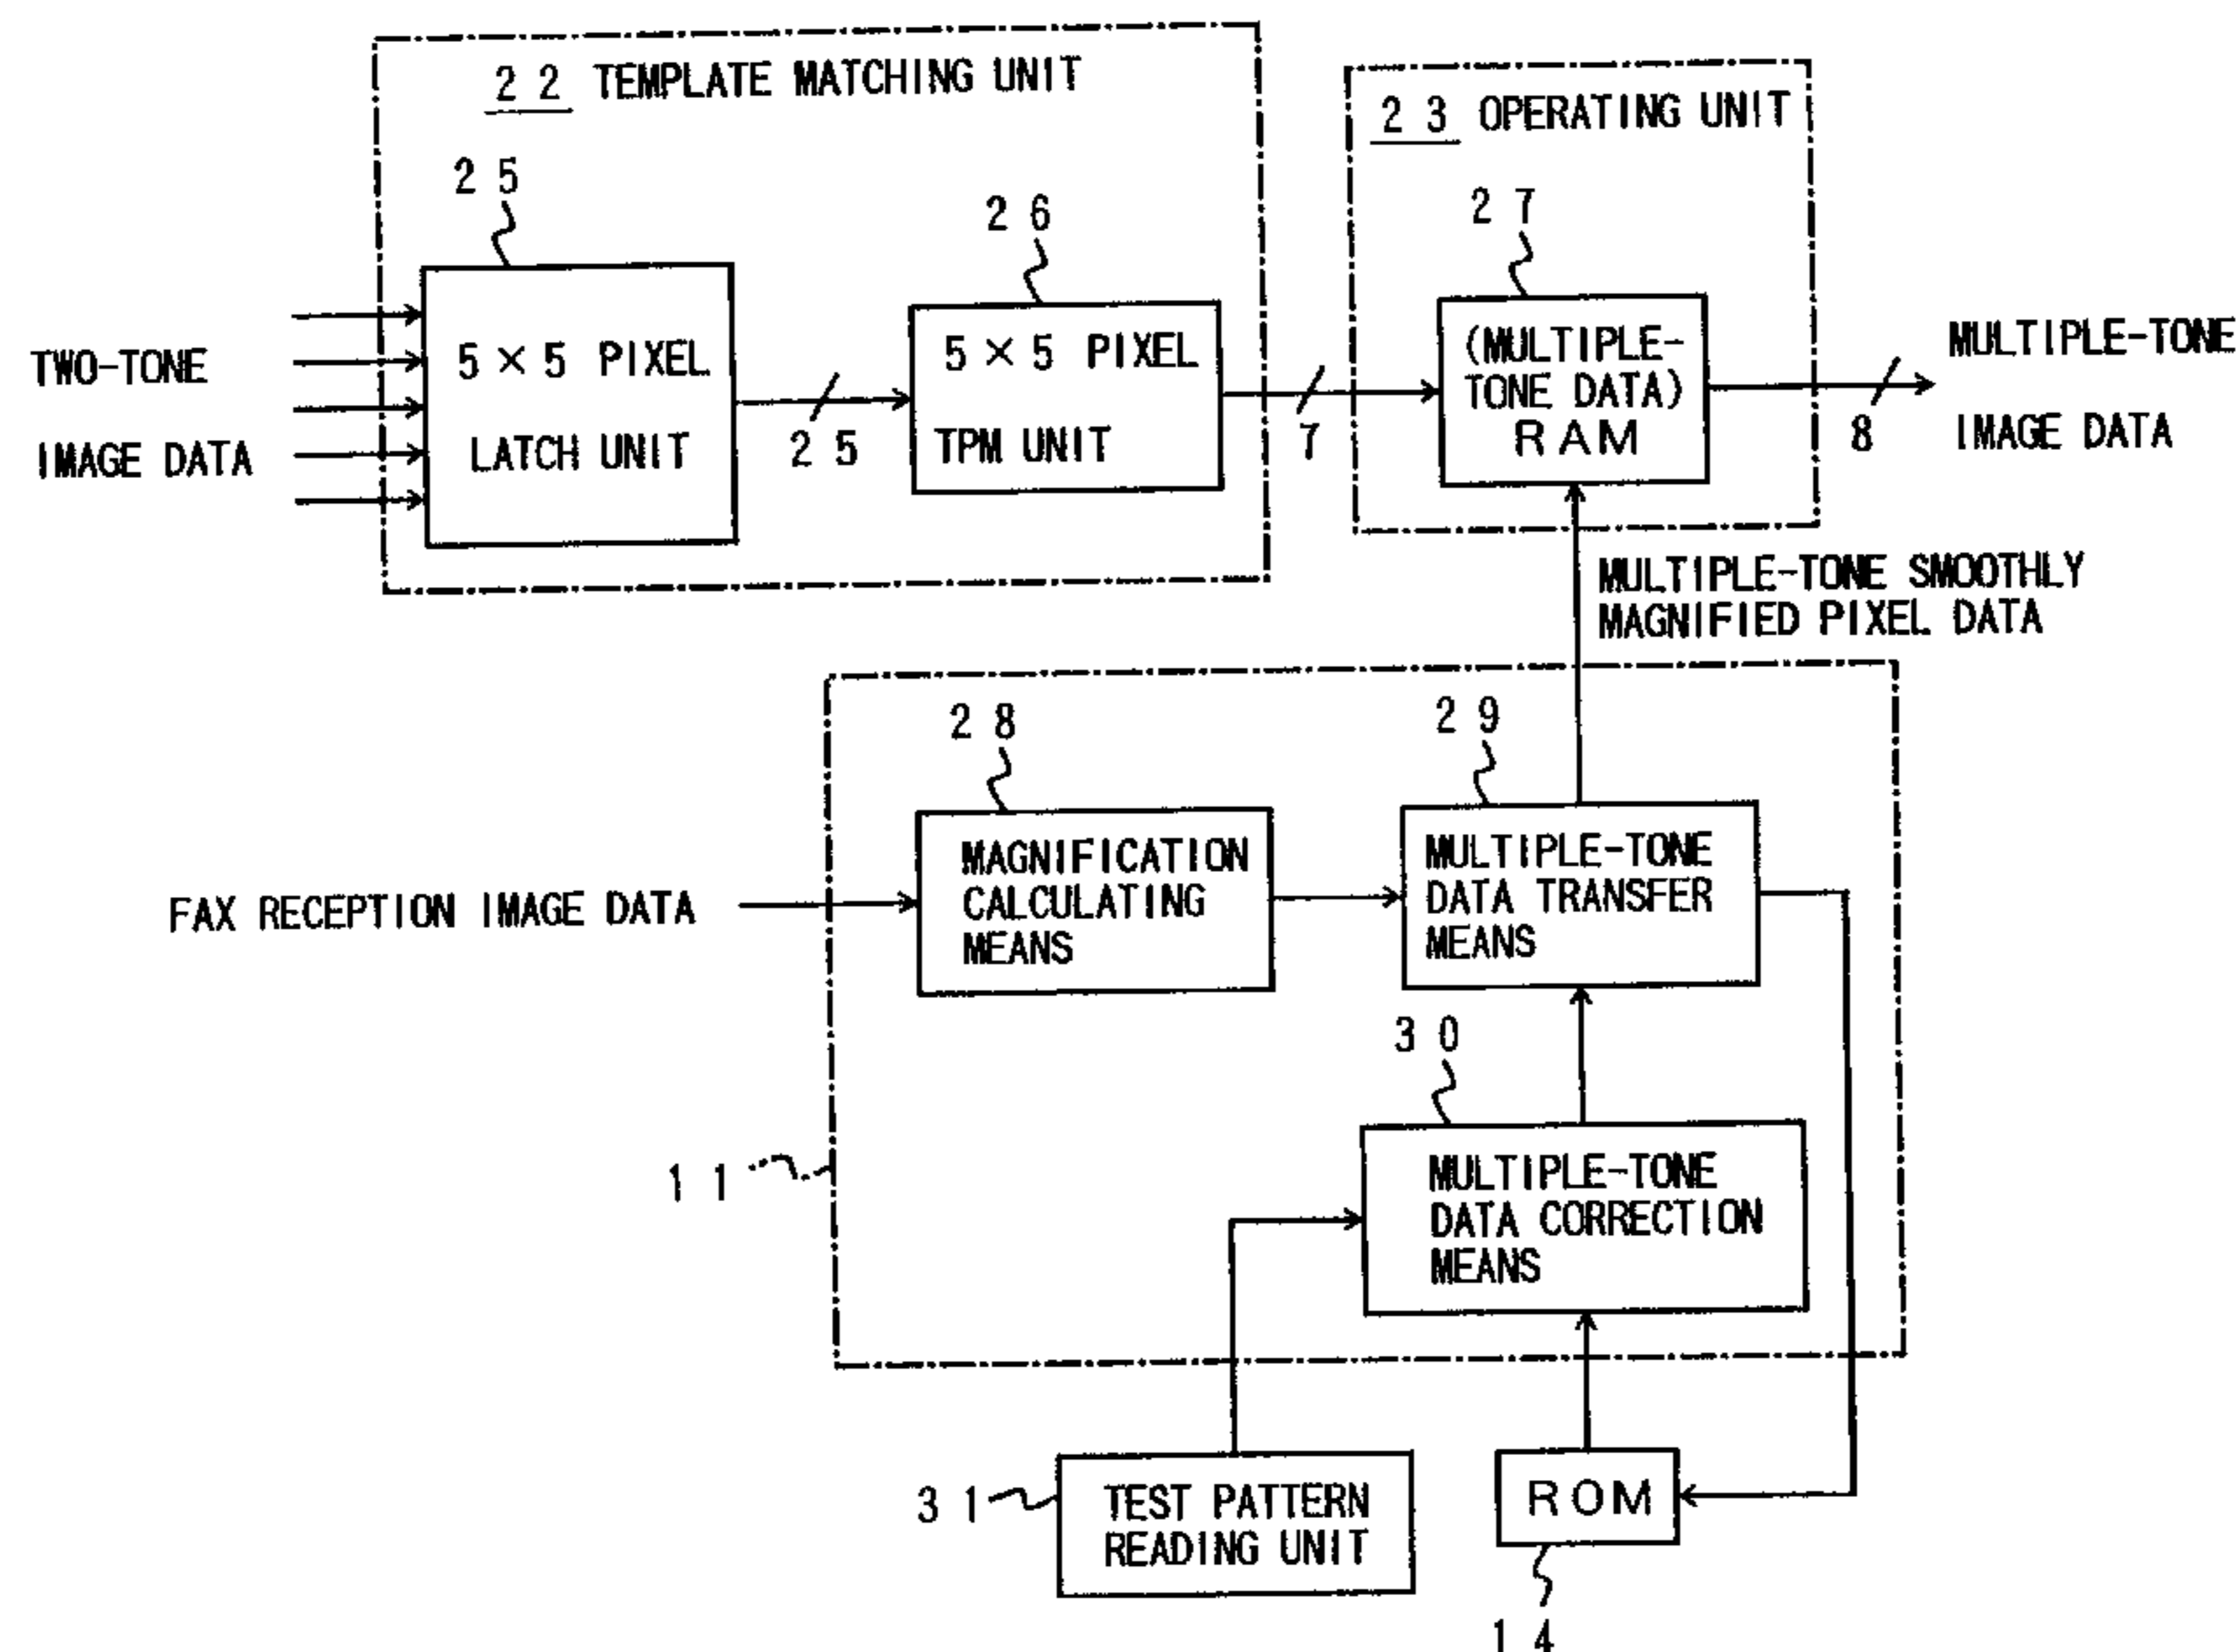 22 TEMPLATE MATCHING UNIT
23 OPERATING UNIT
25
26
27
TWO-TONE
IMAGE DATA
5 × 5 PIXEL
LATCH UNIT
25
5 × 5 PIXEL
TPM UNIT
7
(MULTIPLE-
TONE DATA)
RAM
8
MULTIPLE-TONE
IMAGE DATA
MULTIPLE-TONE SMOOTHLY
MAGNIFIED PIXEL DATA
28
29
FAX RECEPTION IMAGE DATA
MAGNIFICATION
CALCULATING
MEANS
MULTIPLE-TONE
DATA TRANSFER
MEANS
30
11
MULTIPLE-TONE
DATA CORRECTION
MEANS
31
TEST PATTERN
READING UNIT
ROM
14